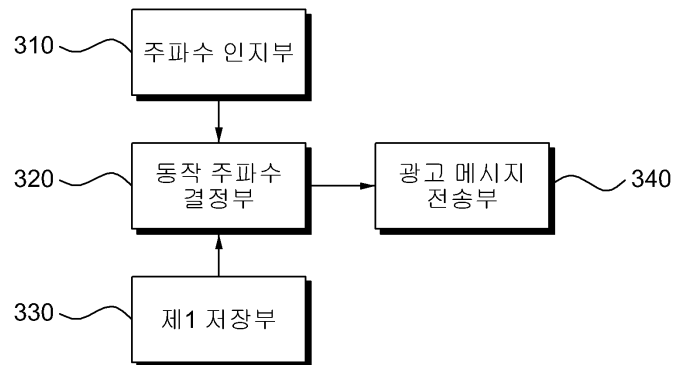 310
주파수 인지부
320
동작 주파수
결정부
광고 메시지
전송부
340
330
제1 저장부